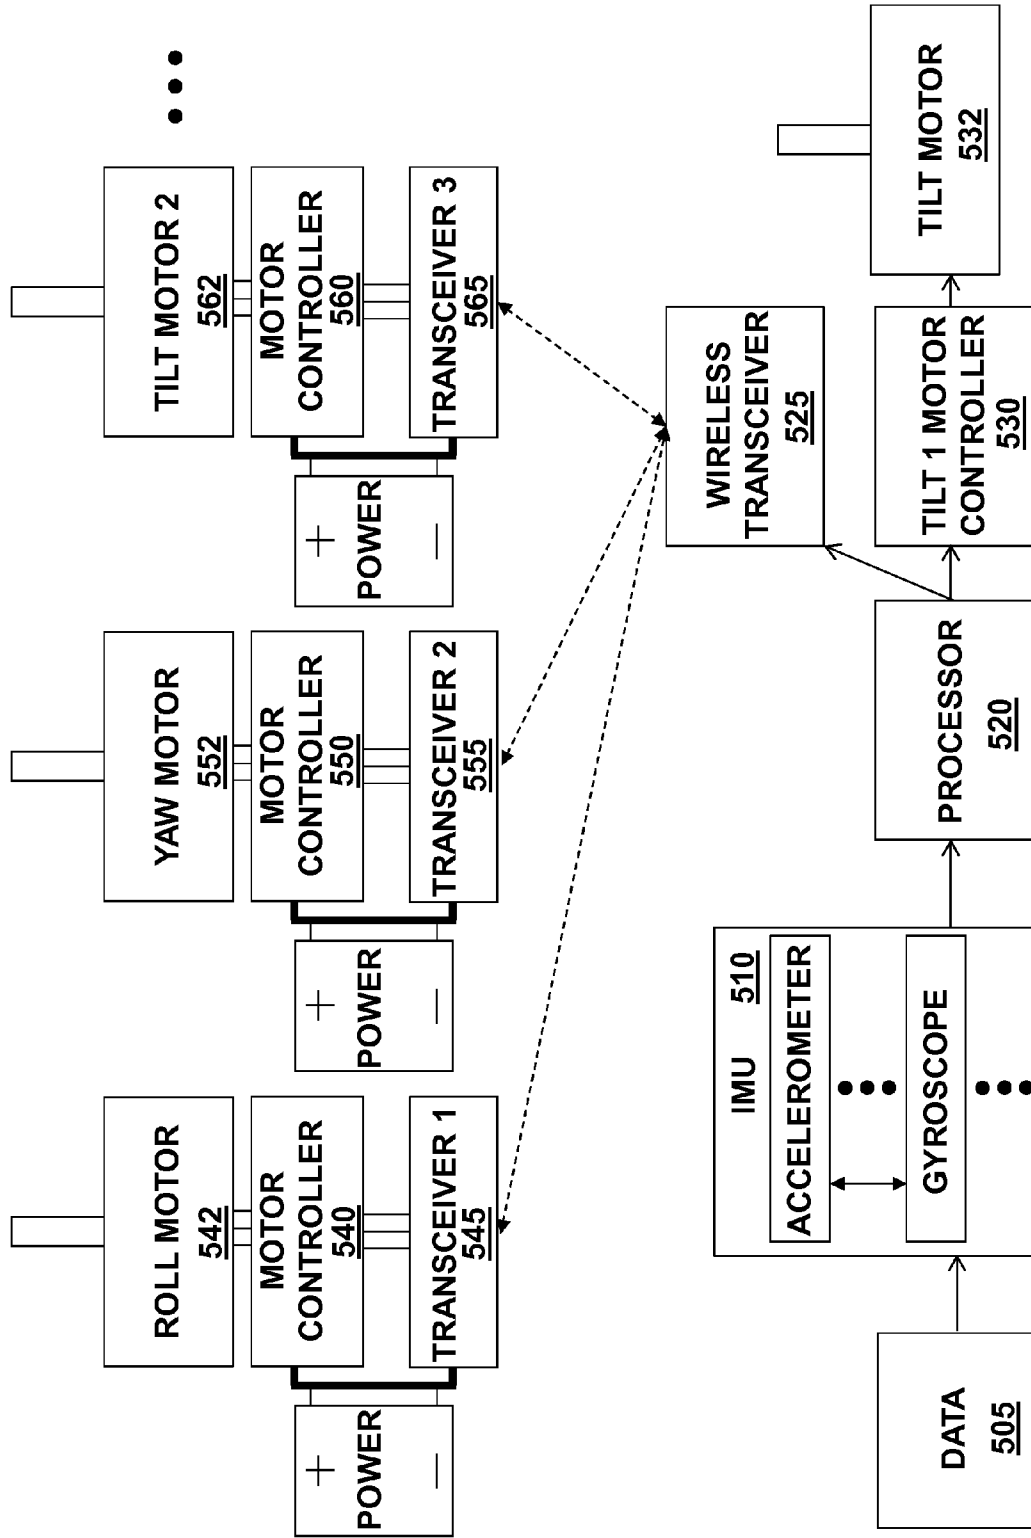 ROLL MOTOR
542
MOTOR
CONTROLLER
540
TRANSCEIVER 1
545
+
POWER
−
YAW MOTOR
552
MOTOR
CONTROLLER
550
TRANSCEIVER 2
555
+
POWER
−
TILT MOTOR 2
562
MOTOR
CONTROLLER
560
TRANSCEIVER 3
565
+
POWER
−
WIRELESS
TRANSCEIVER
525
DATA
505
IMU 510
ACCELEROMETER
GYROSCOPE
PROCESSOR
520
TILT 1 MOTOR
CONTROLLER
530
TILT MOTOR
532